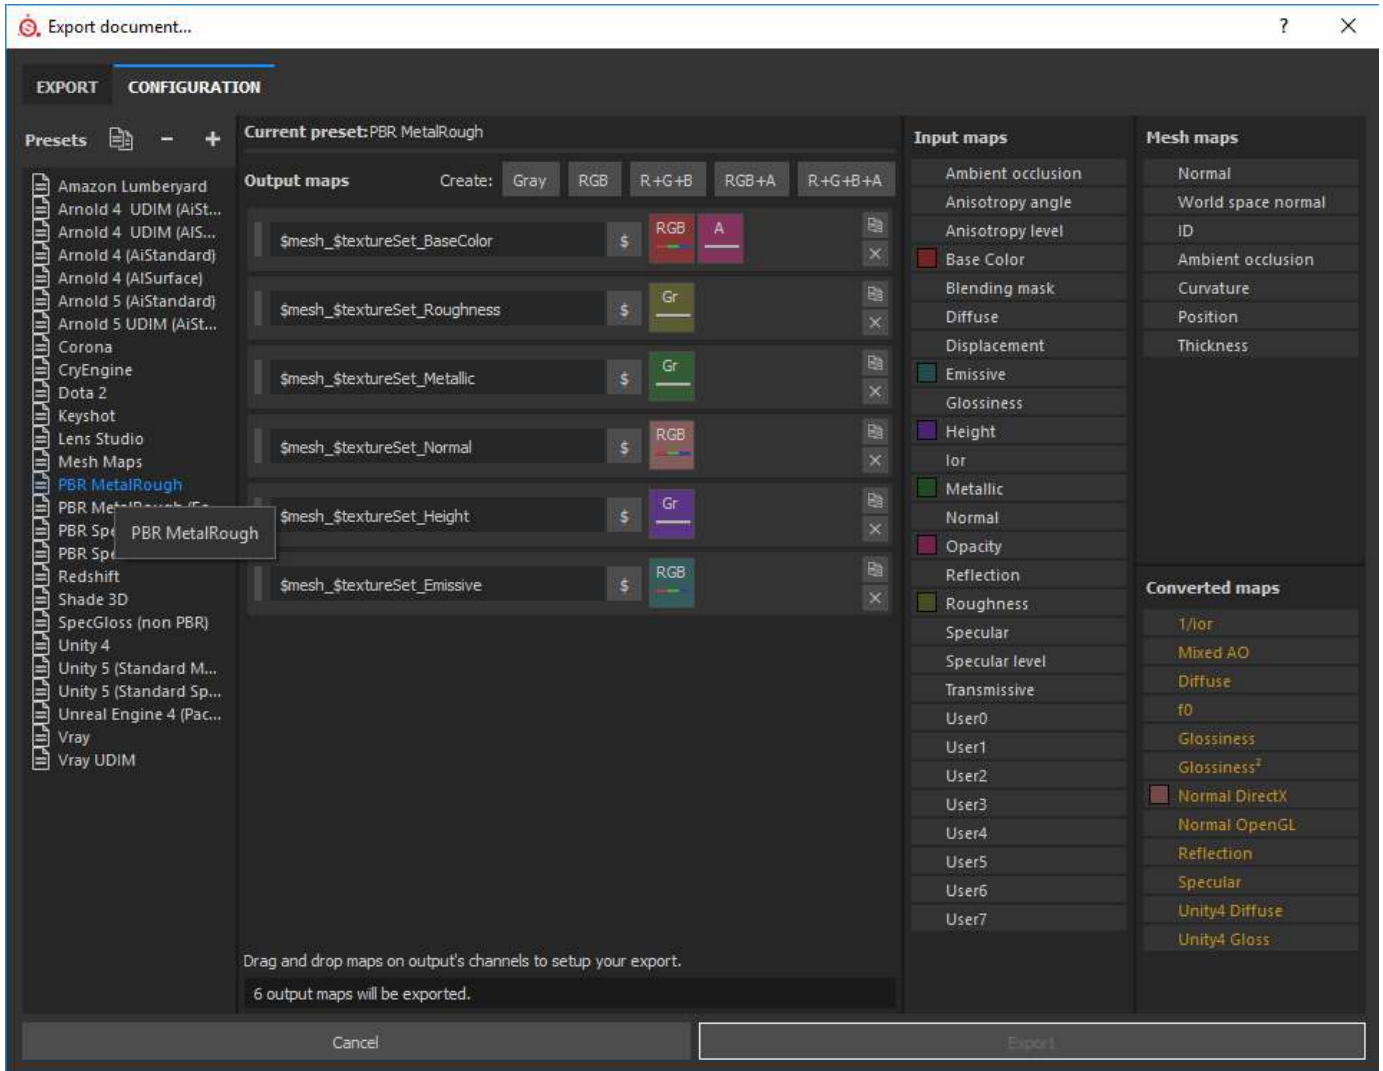 Export document...
?
EXPORT
CONFIGURATION
Presets
Amazon Lumberyard
Arnold 4 UDIM (AiSt...
Arnold 4 UDIM (AlS...
Arnold 4 (AiStandard)
Arnold 4 (AlSurface)
Arnold 5 (AiStandard)
Arnold 5 UDIM (AiSt...
Corona
CryEngine
Dota 2
Keyshot
Lens Studio
Mesh Maps
PBR MetalRough
PBR MetalRough
PBR Spe
PBR Spe
Redshift
Shade 3D
SpecGloss (non PBR)
Unity 4
Unity 5 (Standard M...
Unity 5 (Standard Sp...
Unreal Engine 4 (Pac...
Vray
Vray UDIM
PBR MetalRough
Current preset:PBR MetalRough
Output maps
Create: Gray RGB R+G+B RGB+A R+G+B+A
$mesh_$textureSet_BaseColor $ RGB A
$mesh_$textureSet_Roughness $ Gr
$mesh_$textureSet_Metallic $ Gr
$mesh_$textureSet_Normal $ RGB
$mesh_$textureSet_Height $ Gr
$mesh_$textureSet_Emissive $ RGB
Drag and drop maps on output's channels to setup your export.
6 output maps will be exported.
Input maps
Ambient occlusion
Anisotropy angle
Anisotropy level
Base Color
Blending mask
Diffuse
Displacement
Emissive
Glossiness
Height
Ior
Metallic
Normal
Opacity
Reflection
Roughness
Specular
Specular level
Transmissive
User0
User1
User2
User3
User4
User5
User6
User7
Mesh maps
Normal
World space normal
ID
Ambient occlusion
Curvature
Position
Thickness
Converted maps
1/ior
Mixed AO
Diffuse
f0
Glossiness
Glossiness²
Normal DirectX
Normal OpenGL
Reflection
Specular
Unity4 Diffuse
Unity4 Gloss
Cancel
Export